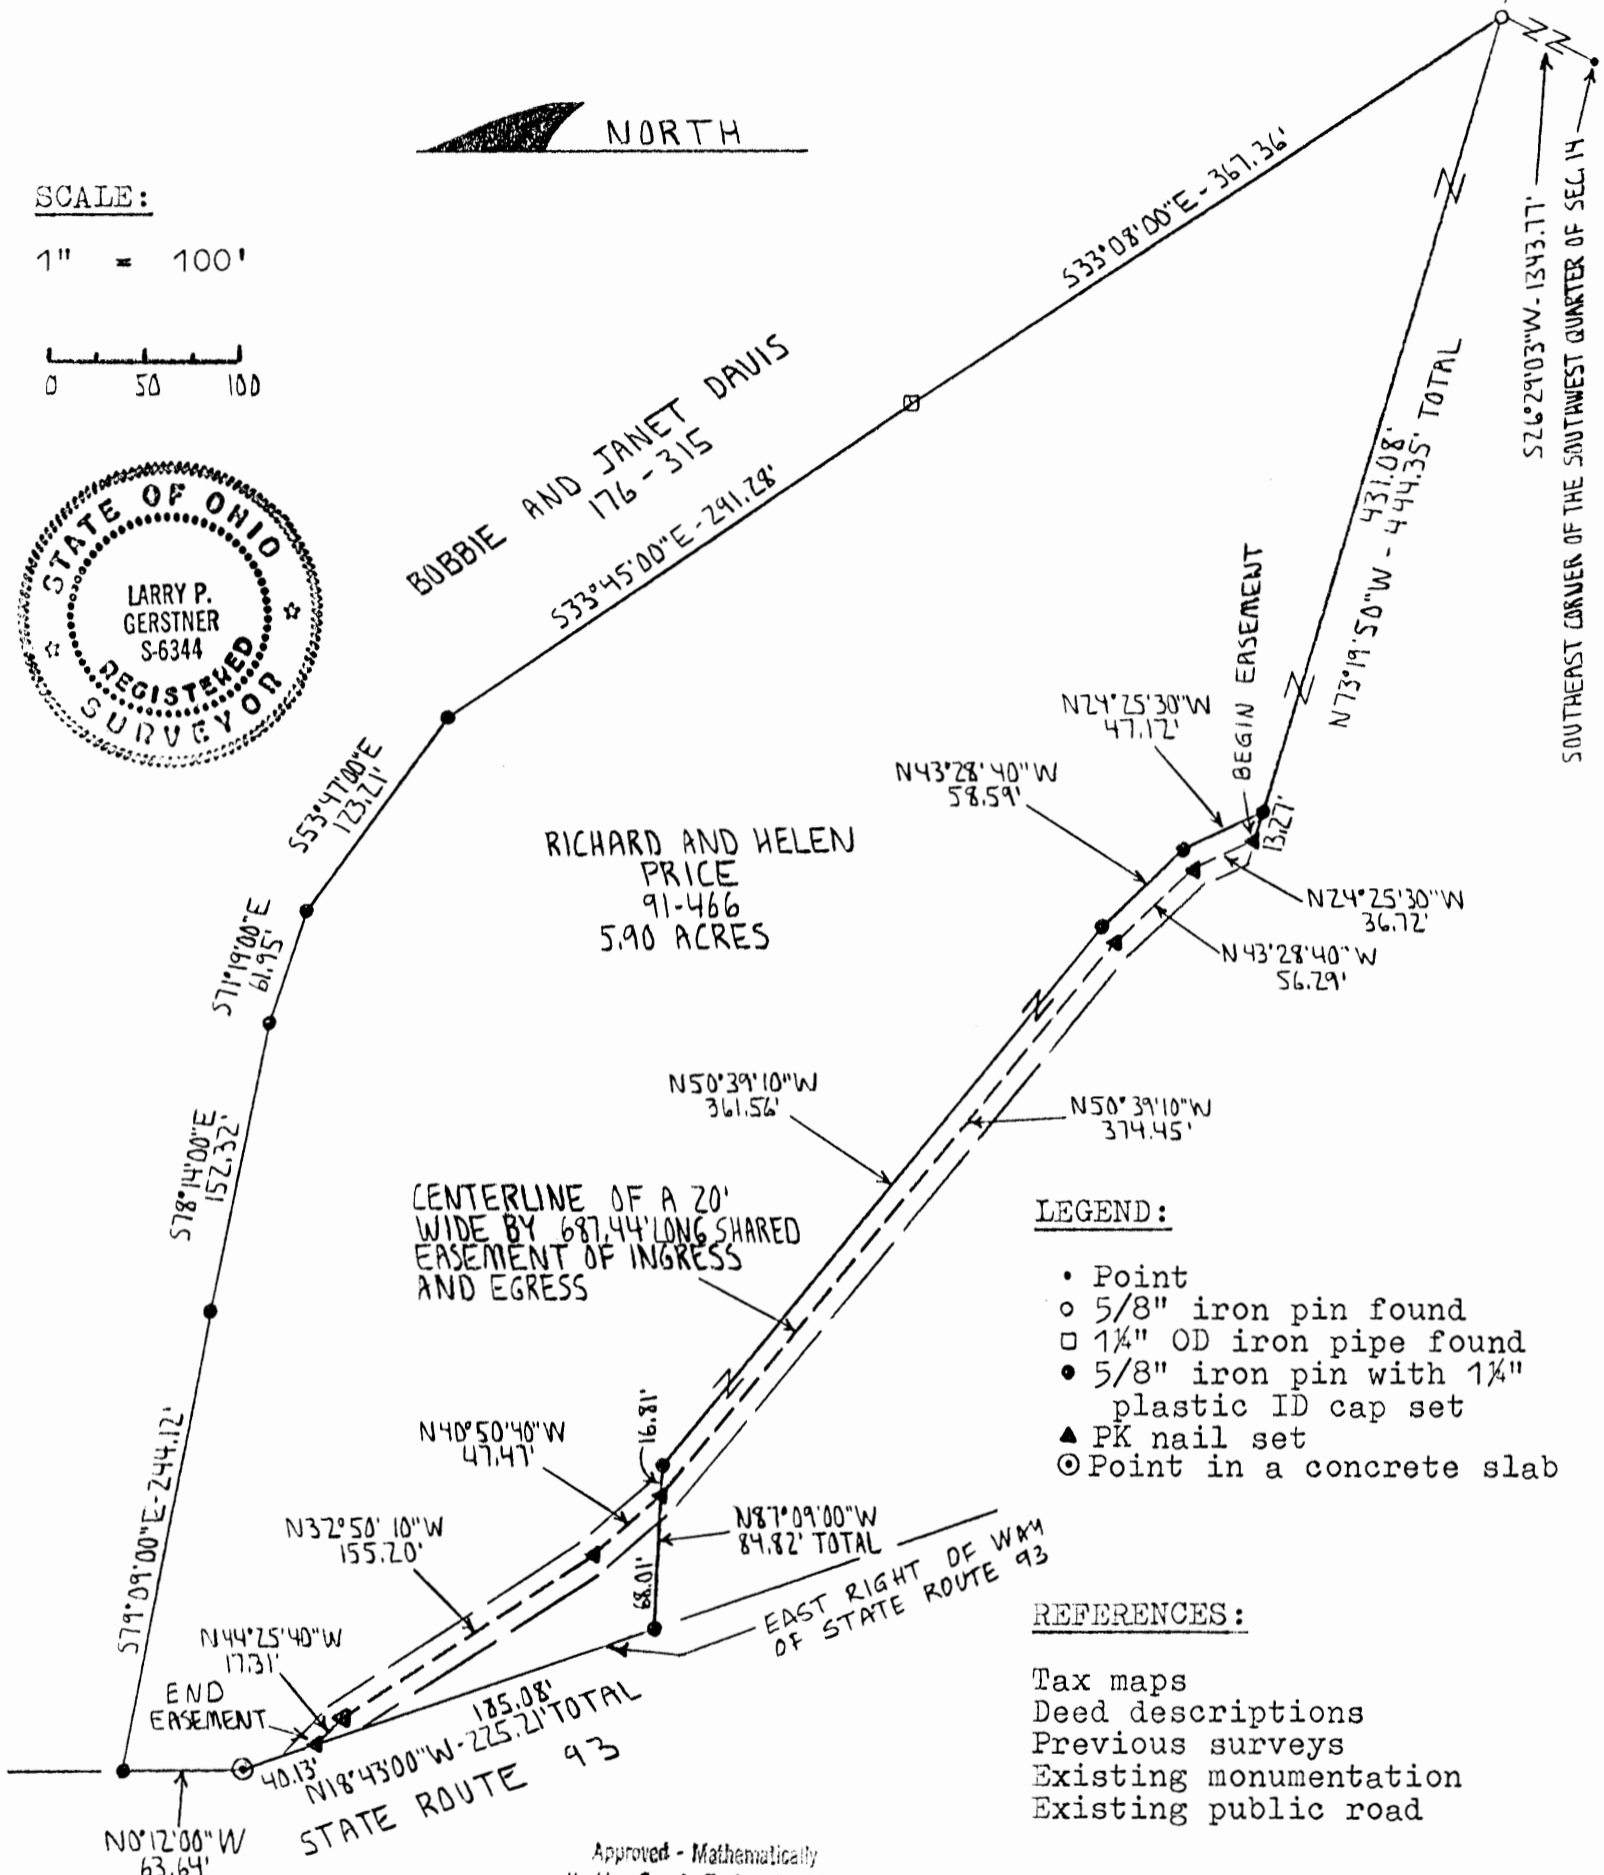 NORTH
SCALE:
1" = 100'
0 50 100
STATE OF OHIO
LARRY P.
GERSTNER
S-6344
REGISTERED
SURVEYOR
BOBBIE AND JANET DAVIS
176-315
S33°08'00"E - 367.36'
S33°45'00"E - 291.28'
S53°47'00"E
123.21'
S71°19'00"E
61.95'
S78°14'00"E
152.32'
S79°09'00"E-244.12'
RICHARD AND HELEN
PRICE
91-466
5.90 ACRES
S26°29'03"W-1343.77'
SOUTHEAST CORNER OF THE SOUTHWEST QUARTER OF SEC.14
431.08'
N73°19'50"W - 444.35' TOTAL
BEGIN EASEMENT
13.27'
N24°25'30"W
47.12'
N43°28'40"W
58.59'
N24°25'30"W
36.72'
N43°28'40"W
56.29'
N50°39'10"W
361.56'
N50°39'10"W
374.45'
CENTERLINE OF A 20'
WIDE BY 687.44' LONG SHARED
EASEMENT OF INGRESS
AND EGRESS
16.81'
N40°50'40"W
47.47'
N32°50'10"W
155.20'
N87°09'00"W
84.82' TOTAL
68.01'
N44°25'40"W
17.31'
END
EASEMENT
EAST RIGHT OF WAY
OF STATE ROUTE 93
185.08'
40.13'
N18°43'00"W-225.21' TOTAL
STATE ROUTE 93
N0°12'00"W
63.64'
LEGEND:
Point
5/8" iron pin found
1¼" OD iron pipe found
5/8" iron pin with 1¼"
plastic ID cap set
PK nail set
Point in a concrete slab
REFERENCES:
Tax maps
Deed descriptions
Previous surveys
Existing monumentation
Existing public road
Approved - Mathematically